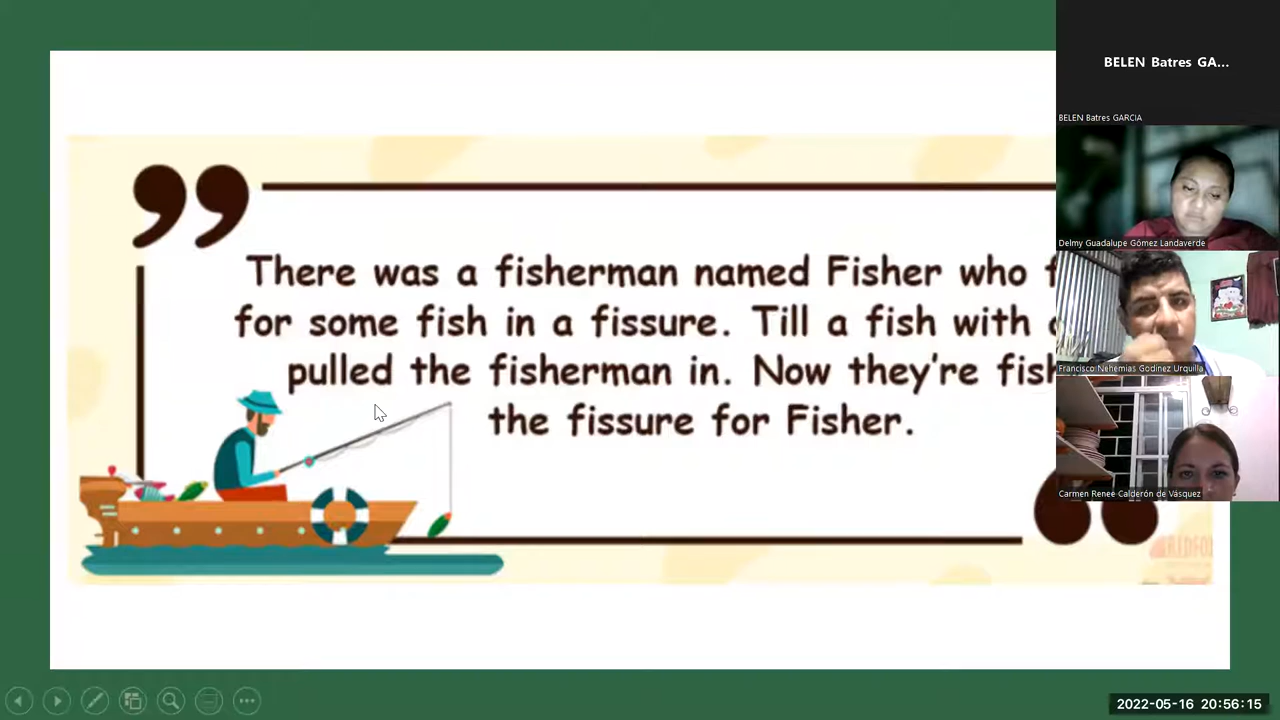 BELEN Batres GA...
BELEN Batres GARCIA
Delmy Guadalupe Gómez Landaverde
Francisco Nehemias Godinez Urquilla
Carmen Reneé Calderón de Vásquez
There was a fisherman named Fisher who f
for some fish in a fissure. Till a fish with a
pulled the fisherman in. Now they're fish
the fissure for Fisher.
2022-05-16 20:56:15